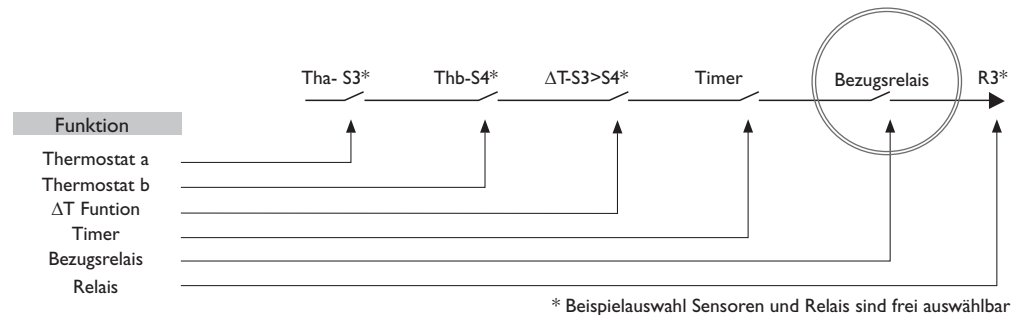 Tha- S3* Thb-S4* ΔT-S3>S4* Timer Bezugsrelais R3*
Funktion
Thermostat a
Thermostat b
ΔT Funtion
Timer
Bezugsrelais
Relais
* Beispielauswahl Sensoren und Relais sind frei auswählbar